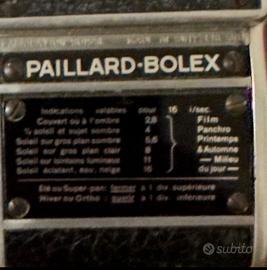 PAILLARD-BOLEX
Indications valables pour 16 i/sec.
Couvert ou à l'ombre 2,8 Film
¾ soleil et sujet sombre 4 Panchro
Soleil sur gros plan sombre 5,6 Printemps
Soleil sur gros plan clair 8 & Automne
Soleil sur lointains lumineux 11 — Milieu
Soleil éclatant, eau, neige 16 du jour —
Eté ou Super-pan: fermer à 1 div. supérieure
Hiver ou Ortho: ouvrir à 1 div. inférieure
subito